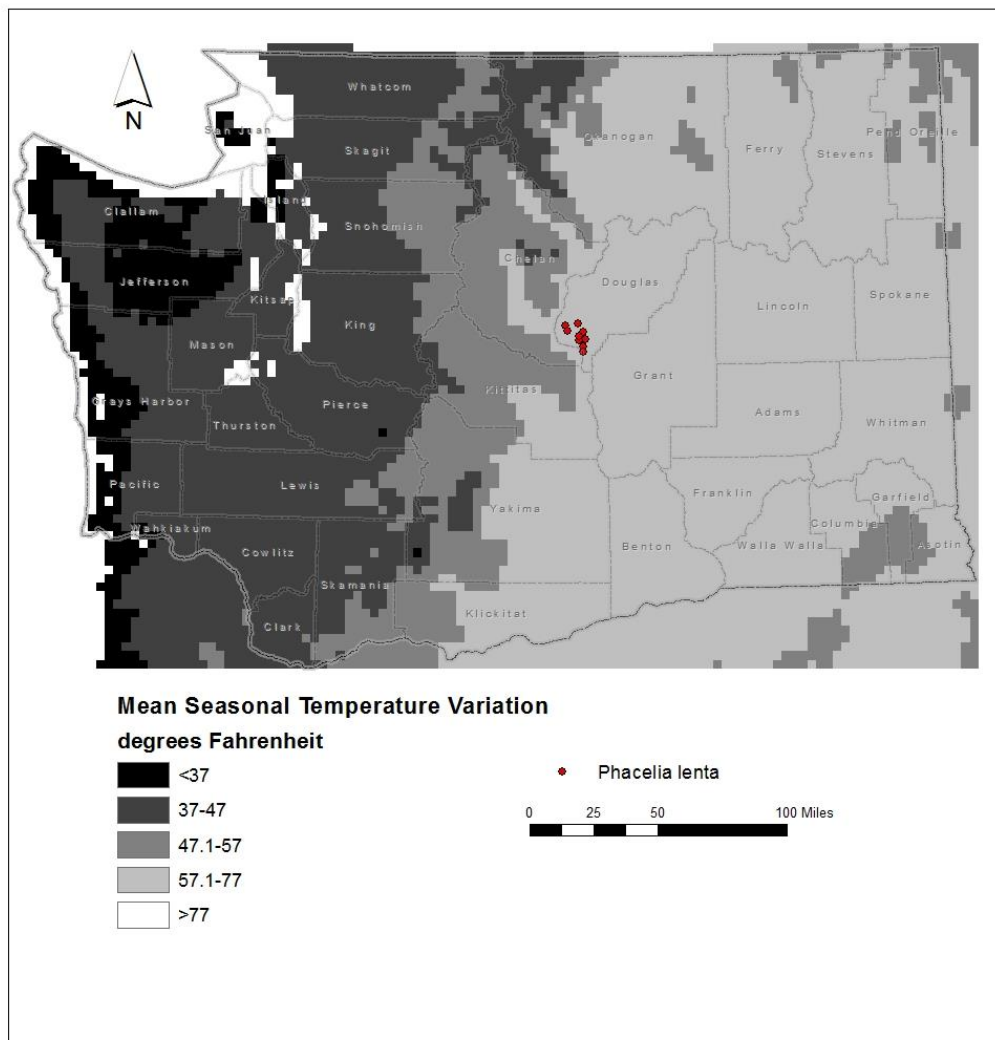 N
Whatcom
San Juan
Okanogan
Pend Oreille
Skagit
Ferry
Stevens
Island
Clallam
Snohomish
Chelan
Jefferson
Douglas
Kitsap
Lincoln
Spokane
King
Mason
Grant
Kittitas
Grays Harbor
Pierce
Adams
Thurston
Whitman
Pacific
Lewis
Franklin
Garfield
Yakima
Columbia
Wahkiakum
Cowlitz
Benton
Walla Walla
Asotin
Skamania
Klickitat
Clark
Mean Seasonal Temperature Variation
degrees Fahrenheit
<37
37-47
47.1-57
57.1-77
>77
Phacelia lenta
0 25 50 100 Miles